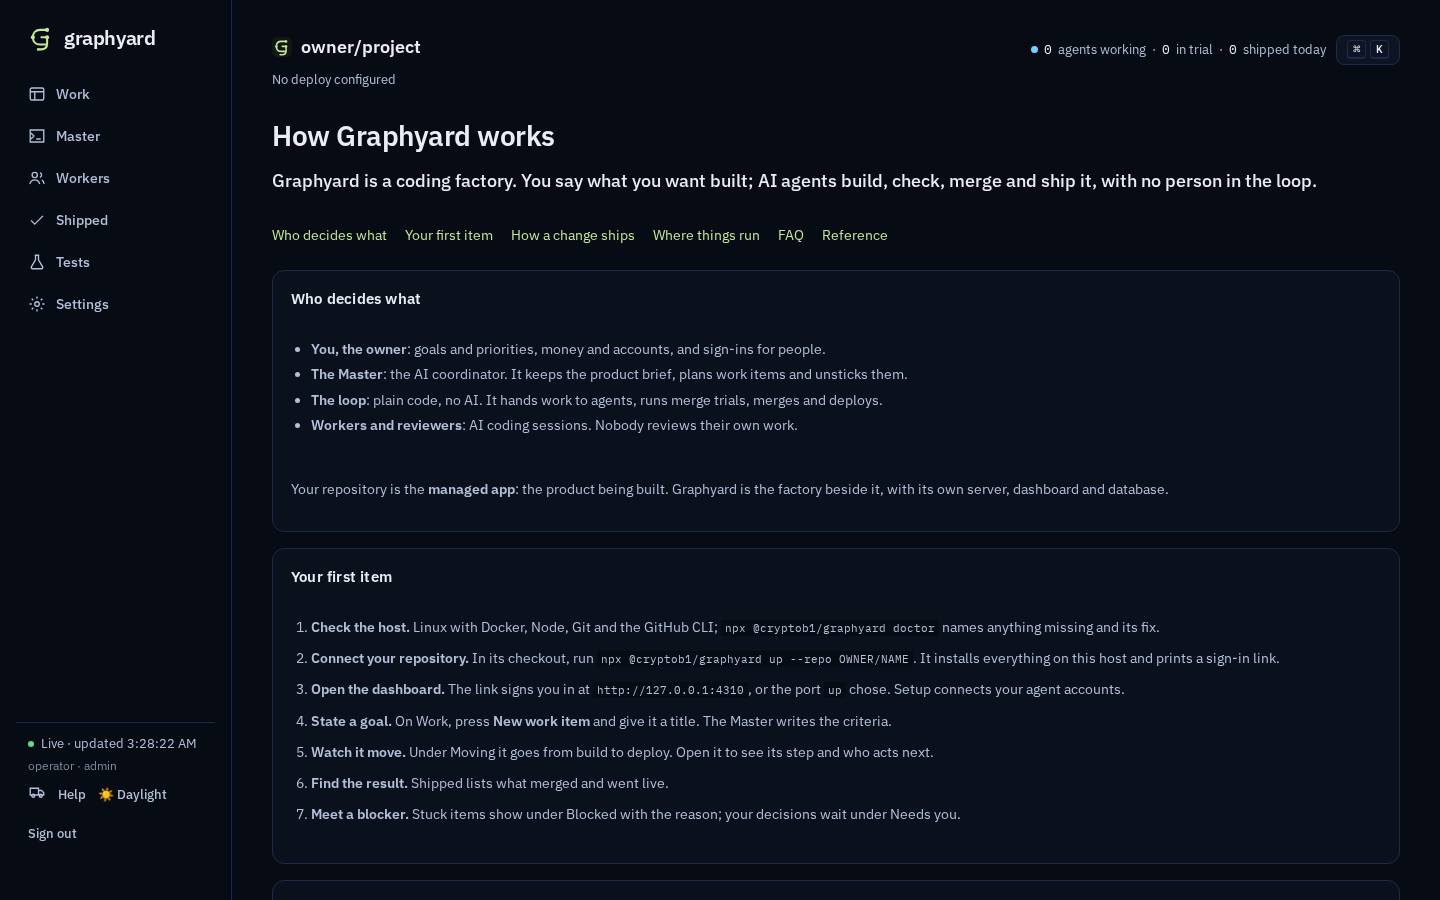 graphyard
Work
Master
Workers
Shipped
Tests
Settings
Live · updated 3:28:22 AM
operator · admin
Help ☀️ Daylight
Sign out
owner/project
0 agents working · 0 in trial · 0 shipped today ⌘ K
No deploy configured
How Graphyard works
Graphyard is a coding factory. You say what you want built; AI agents build, check, merge and ship it, with no person in the loop.
Who decides what Your first item How a change ships Where things run FAQ Reference
Who decides what
• You, the owner: goals and priorities, money and accounts, and sign-ins for people.
• The Master: the AI coordinator. It keeps the product brief, plans work items and unsticks them.
• The loop: plain code, no AI. It hands work to agents, runs merge trials, merges and deploys.
• Workers and reviewers: AI coding sessions. Nobody reviews their own work.
Your repository is the managed app: the product being built. Graphyard is the factory beside it, with its own server, dashboard and database.
Your first item
1. Check the host. Linux with Docker, Node, Git and the GitHub CLI; npx @cryptob1/graphyard doctor names anything missing and its fix.
2. Connect your repository. In its checkout, run npx @cryptob1/graphyard up --repo OWNER/NAME. It installs everything on this host and prints a sign-in link.
3. Open the dashboard. The link signs you in at http://127.0.0.1:4310, or the port up chose. Setup connects your agent accounts.
4. State a goal. On Work, press New work item and give it a title. The Master writes the criteria.
5. Watch it move. Under Moving it goes from build to deploy. Open it to see its step and who acts next.
6. Find the result. Shipped lists what merged and went live.
7. Meet a blocker. Stuck items show under Blocked with the reason; your decisions wait under Needs you.